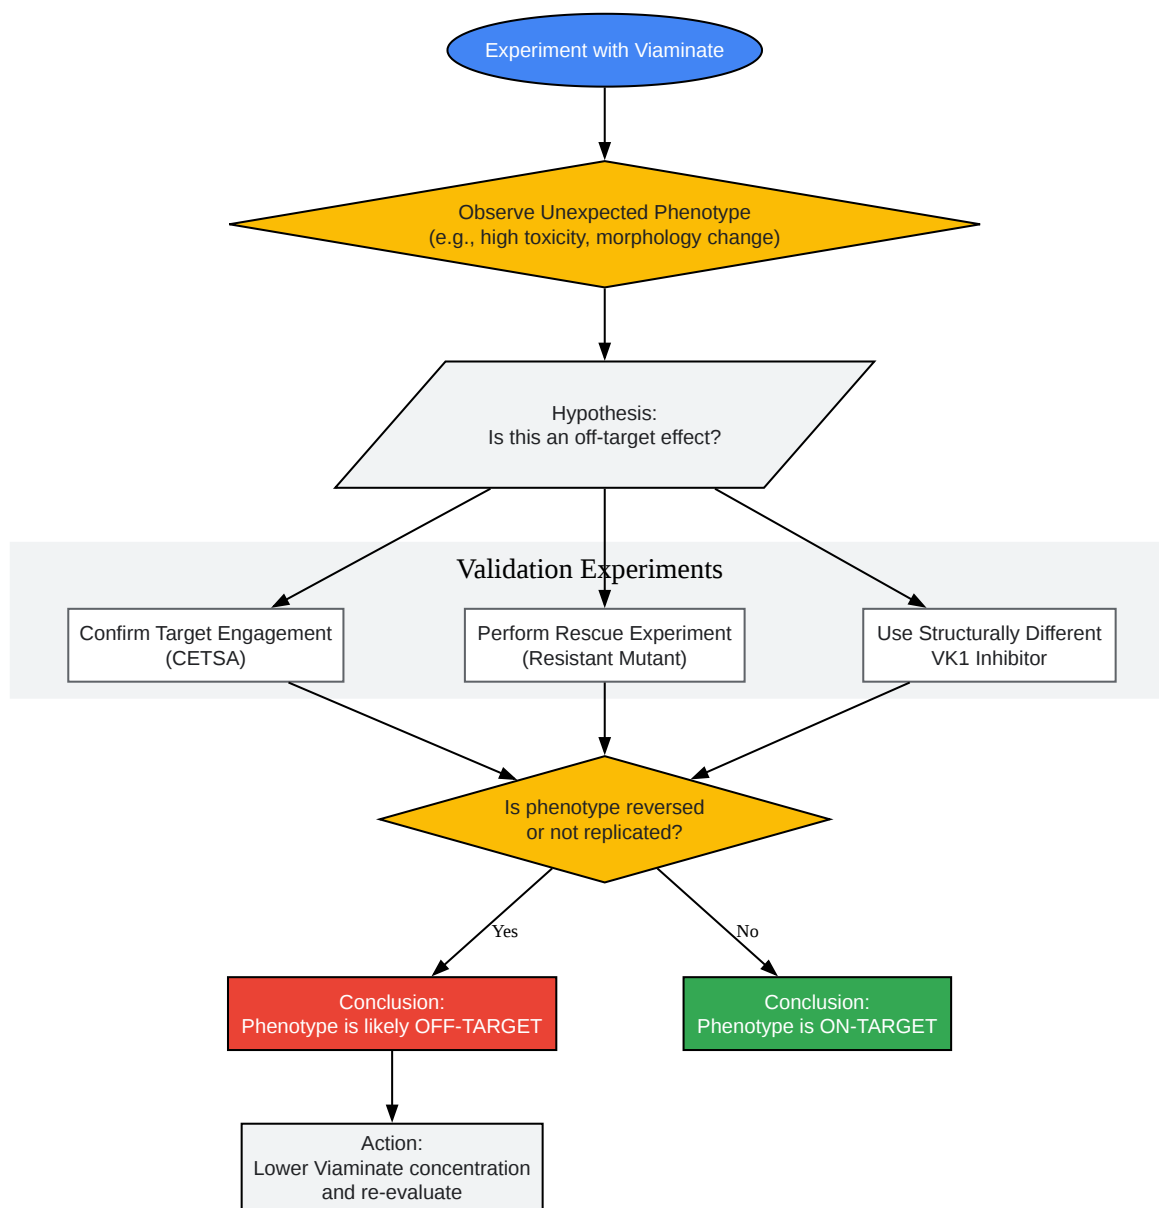 Experiment with Viaminate
Observe Unexpected Phenotype
(e.g., high toxicity, morphology change)
Hypothesis:
Is this an off-target effect?
Validation Experiments
Confirm Target Engagement
(CETSA)
Perform Rescue Experiment
(Resistant Mutant)
Use Structurally Different
VK1 Inhibitor
Is phenotype reversed
or not replicated?
Yes
No
Conclusion:
Phenotype is likely OFF-TARGET
Conclusion:
Phenotype is ON-TARGET
Action:
Lower Viaminate concentration
and re-evaluate